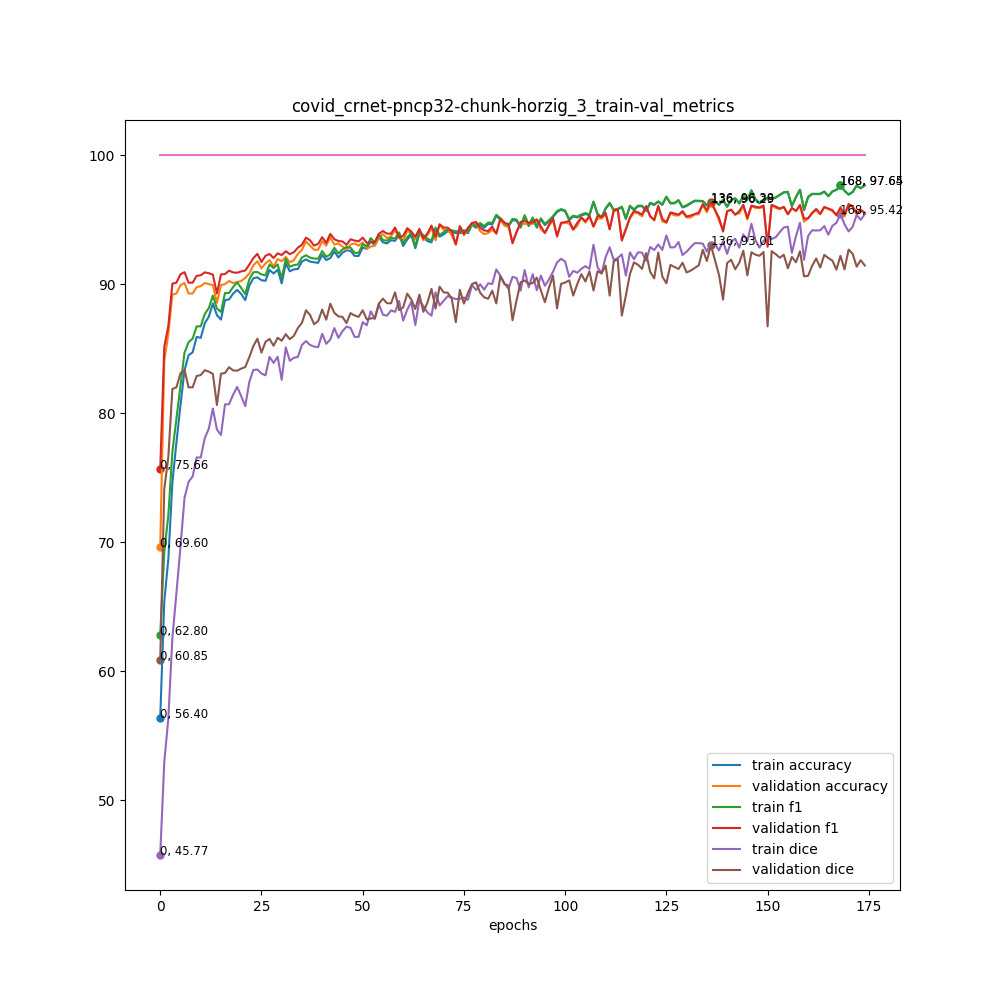 covid_crnet-pncp32-chunk-horzig_3_train-val_metrics
100
90
80
70
60
50
168, 97.65
168, 95.42
136, 93.01
0, 75.66
0, 69.60
0, 62.80
0, 60.85
0, 56.40
0, 45.77
train accuracy
validation accuracy
train f1
validation f1
train dice
validation dice
0 25 50 75 100 125 150 175
epochs